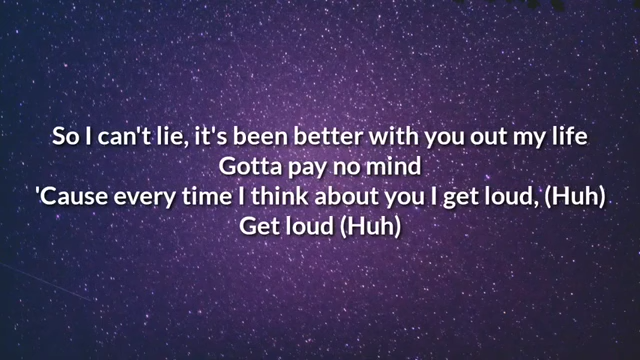 So I can't lie, it's been better with you out my life
Gotta pay no mind
'Cause every time I think about you I get loud, (Huh)
Get loud (Huh)